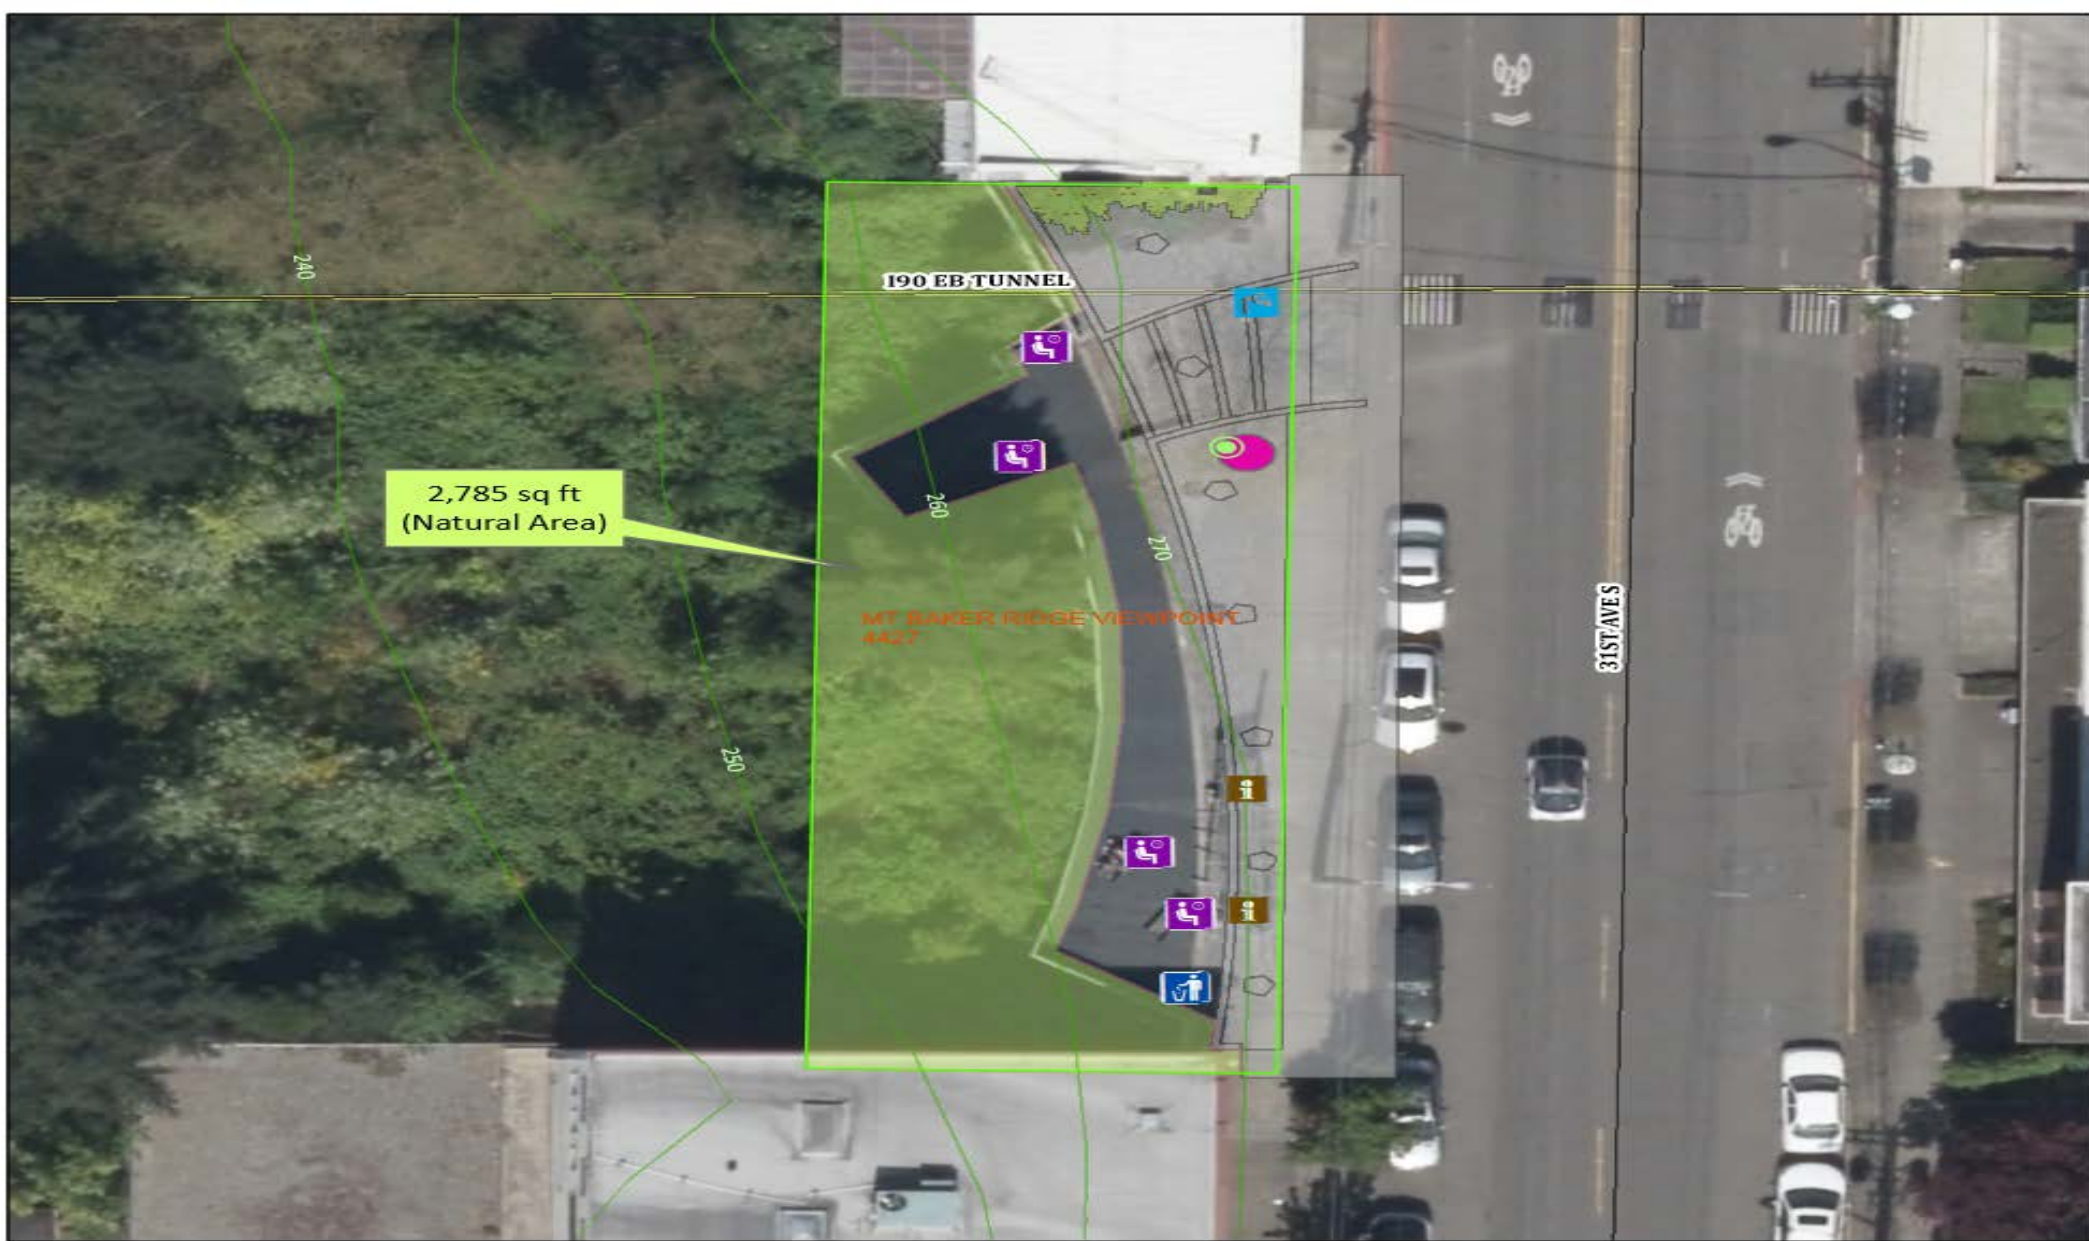 240
I90 EB TUNNEL
2,785 sq ft
(Natural Area)
260
270
MT BAKER RIDGE VIEWPOINT
4427
31ST AVE S
250